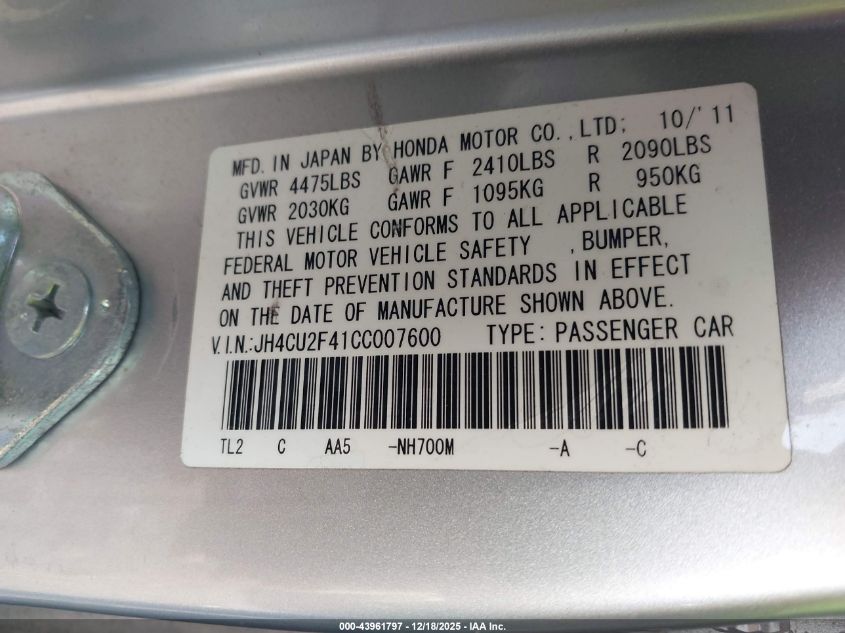 MFD. IN JAPAN BY HONDA MOTOR CO., LTD; 10/'11
GVWR 4475LBS GAWR F 2410LBS R 2090LBS
GVWR 2030KG GAWR F 1095KG R 950KG
THIS VEHICLE CONFORMS TO ALL APPLICABLE
FEDERAL MOTOR VEHICLE SAFETY , BUMPER,
AND THEFT PREVENTION STANDARDS IN EFFECT
ON THE DATE OF MANUFACTURE SHOWN ABOVE.
V.I.N.:JH4CU2F41CC007600 TYPE: PASSENGER CAR
TL2 C AA5 -NH700M -A -C
000-43961797 - 12/18/2025 - IAA Inc.